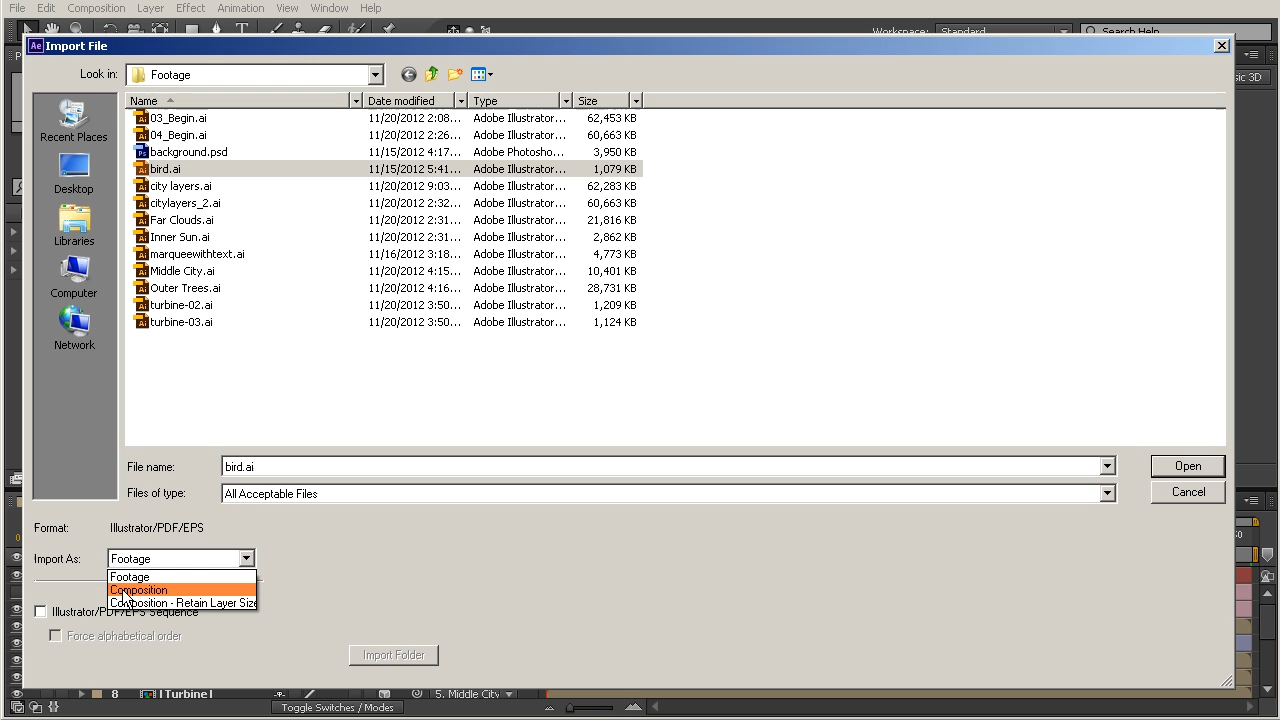 File Edit Composition Layer Effect Animation View Window Help
Workspace: Standard Search Help
Ae Import File
Look in: Footage
sic 3D
Name Date modified Type Size
03_Begin.ai 11/20/2012 2:08... Adobe Illustrator... 62,453 KB
04_Begin.ai 11/20/2012 2:26... Adobe Illustrator... 60,663 KB
background.psd 11/15/2012 4:17... Adobe Photosho... 3,950 KB
bird.ai 11/15/2012 5:41... Adobe Illustrator... 1,079 KB
city layers.ai 11/20/2012 9:03... Adobe Illustrator... 62,283 KB
citylayers_2.ai 11/20/2012 2:32... Adobe Illustrator... 60,663 KB
Far Clouds.ai 11/20/2012 2:31... Adobe Illustrator... 21,816 KB
Inner Sun.ai 11/20/2012 2:31... Adobe Illustrator... 2,862 KB
marqueewithtext.ai 11/16/2012 3:18... Adobe Illustrator... 4,773 KB
Middle City.ai 11/20/2012 4:15... Adobe Illustrator... 10,401 KB
Outer Trees.ai 11/20/2012 4:16... Adobe Illustrator... 28,731 KB
turbine-02.ai 11/20/2012 3:50... Adobe Illustrator... 1,209 KB
turbine-03.ai 11/20/2012 3:50... Adobe Illustrator... 1,124 KB
Recent Places
Desktop
Libraries
Computer
Network
File name: bird.ai Open
Files of type: All Acceptable Files Cancel
Format: Illustrator/PDF/EPS
Import As: Footage
Footage
Composition
Composition - Retain Layer Size
Illustrator/PDF/EPS Sequence
Force alphabetical order
Import Folder
8 [Turbine] 5. Middle City
Toggle Switches / Modes